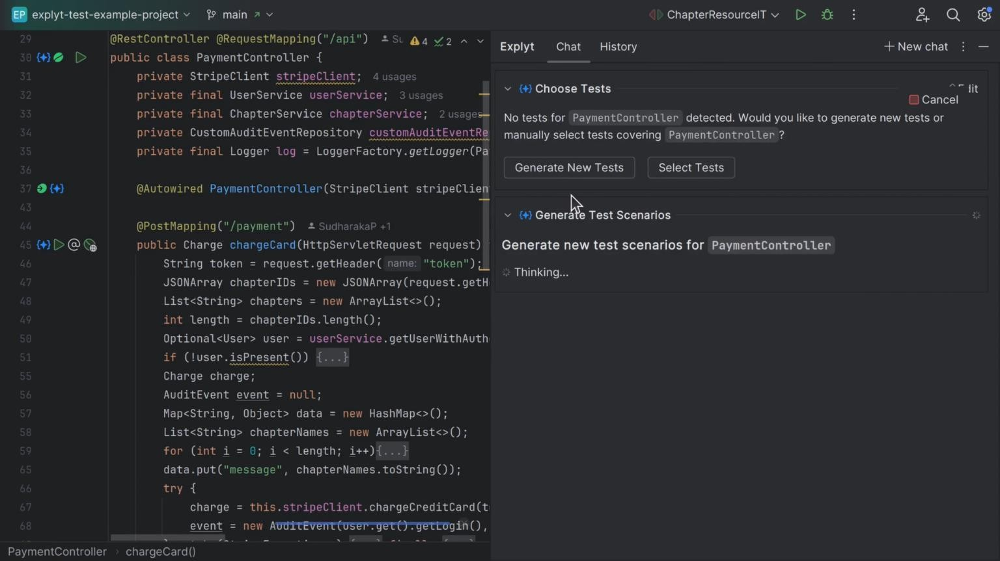 EP explyt-test-example-project main ChapterResourceIT
29 @RestController @RequestMapping("/api") Su 4 2
30 public class PaymentController {
31 private StripeClient stripeClient; 4 usages
32 private final UserService userService; 3 usages
33 private final ChapterService chapterService; 2 usages
34 private CustomAuditEventRepository customAuditEventRe
35 private final Logger log = LoggerFactory.getLogger(Pa
36
37 @Autowired PaymentController(StripeClient stripeClien
43
44 @PostMapping("/payment") SudharakaP +1
45 public Charge chargeCard(HttpServletRequest request)
46 String token = request.getHeader( name: "token");
47 JSONArray chapterIDs = new JSONArray(request.getH
48 List<String> chapters = new ArrayList<>();
49 int length = chapterIDs.length();
50 Optional<User> user = userService.getUserWithAuth
51 if (!user.isPresent()) {...}
55 Charge charge;
56 AuditEvent event = null;
57 Map<String, Object> data = new HashMap<>();
58 List<String> chapterNames = new ArrayList<>();
59 for (int i = 0; i < length; i++){...}
65 data.put("message", chapterNames.toString());
66 try {
67 charge = this.stripeClient.chargeCreditCard(t
68 event = new AuditEvent(user.get().getLogin(),
PaymentController › chargeCard()
Explyt Chat History + New chat
Choose Tests
Cancel
No tests for PaymentController detected. Would you like to generate new tests or
manually select tests covering PaymentController ?
Generate New Tests Select Tests
Generate Test Scenarios
Generate new test scenarios for PaymentController
Thinking...